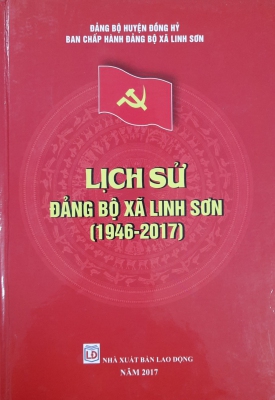 ĐẢNG BỘ HUYỆN ĐỒNG HỶ
BAN CHẤP HÀNH ĐẢNG BỘ XÃ LINH SƠN
LỊCH SỬ
ĐẢNG BỘ XÃ LINH SƠN
(1946-2017)
LĐ
NHÀ XUẤT BẢN LAO ĐỘNG
NĂM 2017